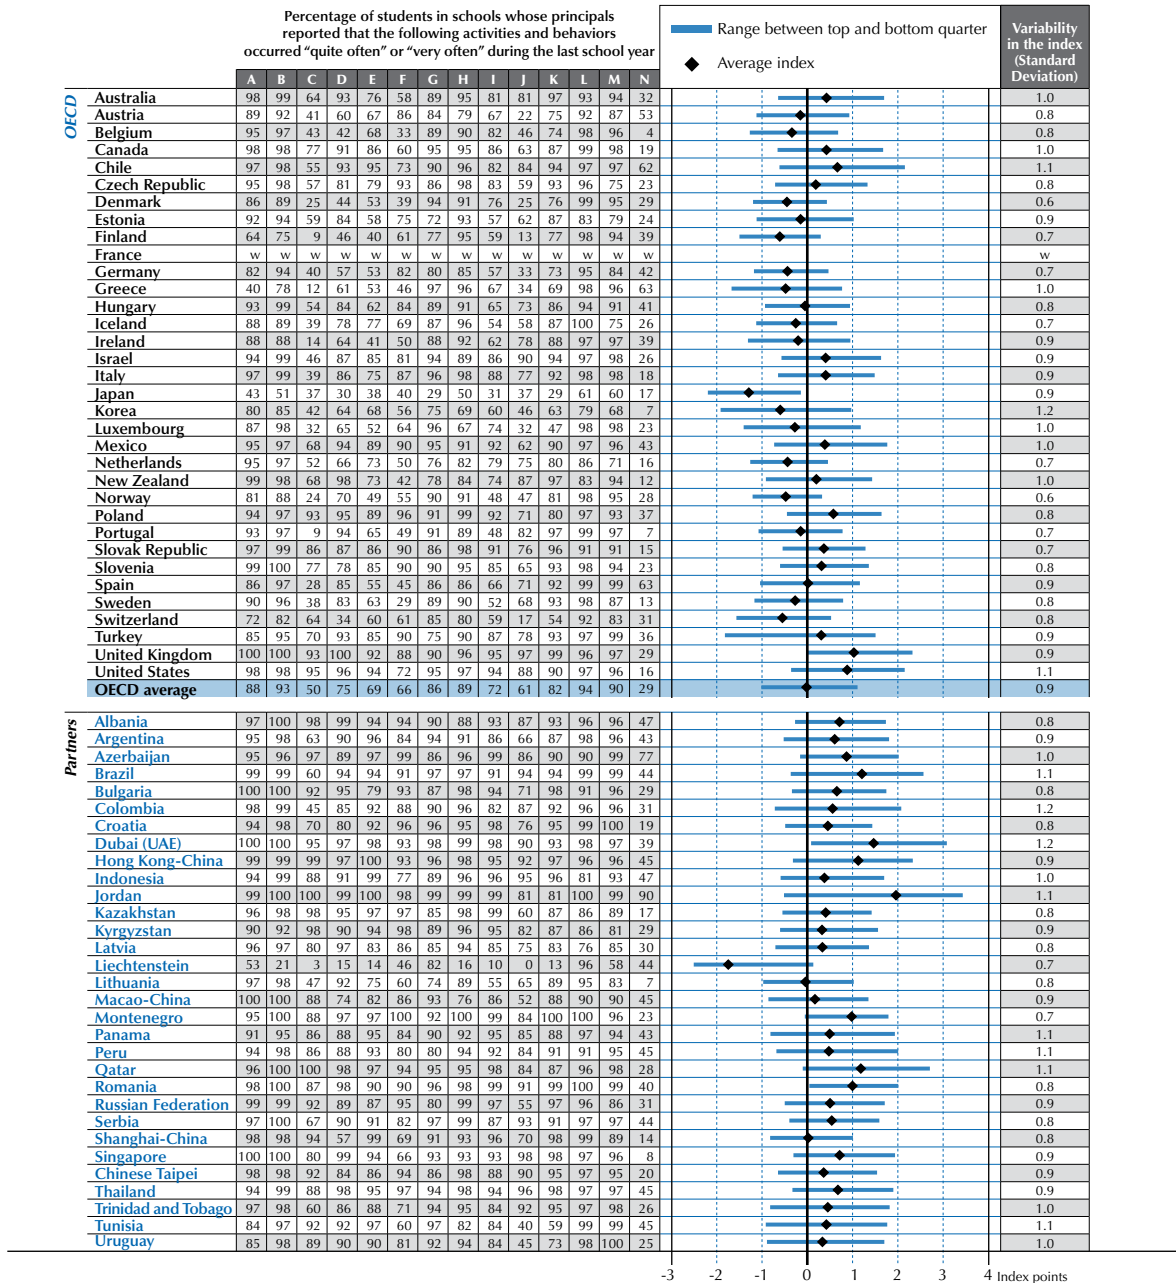 Percentage of students in schools whose principals
reported that the following activities and behaviors
occurred “quite often” or “very often” during the last school year
Range between top and bottom quarter
Average index
Variability
in the index
(Standard
Deviation)
A B C D E F G H I J K L M N
OECD
Australia 98 99 64 93 76 58 89 95 81 81 97 93 94 32 1.0
Austria 89 92 41 60 67 86 84 79 67 22 75 92 87 53 0.8
Belgium 95 97 43 42 68 33 89 90 82 46 74 98 96 4 0.8
Canada 98 98 77 91 86 60 95 95 86 63 87 99 98 19 1.0
Chile 97 98 55 93 95 73 90 96 82 84 94 97 97 62 1.1
Czech Republic 95 98 57 81 79 93 86 98 83 59 93 96 75 23 0.8
Denmark 86 89 25 44 53 39 94 91 76 25 76 99 95 29 0.6
Estonia 92 94 59 84 58 75 72 93 57 62 87 83 79 24 0.9
Finland 64 75 9 46 40 61 77 95 59 13 77 98 94 39 0.7
France w w w w w w w w w w w w w w w
Germany 82 94 40 57 53 82 80 85 57 33 73 95 84 42 0.7
Greece 40 78 12 61 53 46 97 96 67 34 69 98 96 63 1.0
Hungary 93 99 54 84 62 84 89 91 65 73 86 94 91 41 0.8
Iceland 88 89 39 78 77 69 87 96 54 58 87 100 75 26 0.7
Ireland 88 88 14 64 41 50 88 92 62 78 88 97 97 39 0.9
Israel 94 99 46 87 85 81 94 89 86 90 94 97 98 26 0.9
Italy 97 99 39 86 75 87 96 98 88 77 92 98 98 18 0.9
Japan 43 51 37 30 38 40 29 50 31 37 29 61 60 17 0.9
Korea 80 85 42 64 68 56 75 69 60 46 63 79 68 7 1.2
Luxembourg 87 98 32 65 52 64 96 67 74 32 47 98 98 23 1.0
Mexico 95 97 68 94 89 90 95 91 92 62 90 97 96 43 1.0
Netherlands 95 97 52 66 73 50 76 82 79 75 80 86 71 16 0.7
New Zealand 99 98 68 98 73 42 78 84 74 87 97 83 94 12 1.0
Norway 81 88 24 70 49 55 90 91 48 47 81 98 95 28 0.6
Poland 94 97 93 95 89 96 91 99 92 71 80 97 93 37 0.8
Portugal 93 97 9 94 65 49 91 89 48 82 97 99 97 7 0.7
Slovak Republic 97 99 86 87 86 90 86 98 91 76 96 91 91 15 0.7
Slovenia 99 100 77 78 85 90 90 95 85 65 93 98 94 23 0.8
Spain 86 97 28 85 55 45 86 86 66 71 92 99 99 63 0.9
Sweden 90 96 38 83 63 29 89 90 52 68 93 98 87 13 0.8
Switzerland 72 82 64 34 60 61 85 80 59 17 54 92 83 31 0.8
Turkey 85 95 70 93 85 90 75 90 87 78 93 97 99 36 0.9
United Kingdom 100 100 93 100 92 88 90 96 95 97 99 96 97 29 0.9
United States 98 98 95 96 94 72 95 97 94 88 90 97 96 16 1.1
OECD average 88 93 50 75 69 66 86 89 72 61 82 94 90 29 0.9
Partners
Albania 97 100 98 99 94 94 90 88 93 87 93 96 96 47 0.8
Argentina 95 98 63 90 96 84 94 91 86 66 87 98 96 43 0.9
Azerbaijan 95 96 97 89 97 99 86 96 99 86 90 90 99 77 1.0
Brazil 99 99 60 94 94 91 97 97 91 94 94 99 99 44 1.1
Bulgaria 100 100 92 95 79 93 87 98 94 71 98 91 96 29 0.8
Colombia 98 99 45 85 92 88 90 96 82 87 92 96 96 31 1.2
Croatia 94 98 70 80 92 96 96 95 98 76 95 99 100 19 0.8
Dubai (UAE) 100 100 95 97 98 93 98 99 98 90 93 98 97 39 1.2
Hong Kong-China 99 99 99 97 100 93 96 98 95 92 97 96 96 45 0.9
Indonesia 94 99 88 91 99 77 89 96 96 95 96 81 93 47 1.0
Jordan 99 100 100 99 100 98 99 99 99 81 81 100 99 90 1.1
Kazakhstan 96 98 98 95 97 97 85 98 99 60 87 86 89 17 0.8
Kyrgyzstan 90 92 98 90 94 98 89 96 95 82 87 86 81 29 0.9
Latvia 96 97 80 97 83 86 85 94 85 75 83 76 85 30 0.8
Liechtenstein 53 21 3 15 14 46 82 16 10 0 13 96 58 44 0.7
Lithuania 97 98 47 92 75 60 74 89 55 65 89 95 83 7 0.8
Macao-China 100 100 88 74 82 86 93 76 86 52 88 90 90 45 0.9
Montenegro 95 100 88 97 97 100 92 100 99 84 100 100 96 23 0.7
Panama 91 95 86 88 95 84 90 92 95 85 88 97 94 43 1.1
Peru 94 98 86 88 93 80 80 94 92 84 91 91 95 45 1.1
Qatar 96 100 100 98 97 94 95 95 98 84 87 96 98 28 1.1
Romania 98 100 87 98 90 90 96 98 99 91 99 100 99 40 0.8
Russian Federation 99 99 92 89 87 95 80 99 97 55 97 96 86 31 0.9
Serbia 97 100 67 90 91 82 97 99 87 93 91 97 97 44 0.8
Shanghai-China 98 98 94 57 99 69 91 93 96 70 98 99 89 14 0.8
Singapore 100 100 80 99 94 66 93 93 93 98 98 97 96 8 0.9
Chinese Taipei 98 98 92 84 86 94 86 98 88 90 95 97 95 20 0.9
Thailand 94 99 88 98 95 97 94 98 94 96 98 97 97 45 0.9
Trinidad and Tobago 97 98 60 86 88 71 94 95 84 92 95 97 98 26 1.0
Tunisia 84 97 92 92 97 60 97 82 84 40 59 99 99 45 1.1
Uruguay 85 98 89 90 90 81 92 94 84 45 73 98 100 25 1.0
-3 -2 -1 0 1 2 3 4 Index points